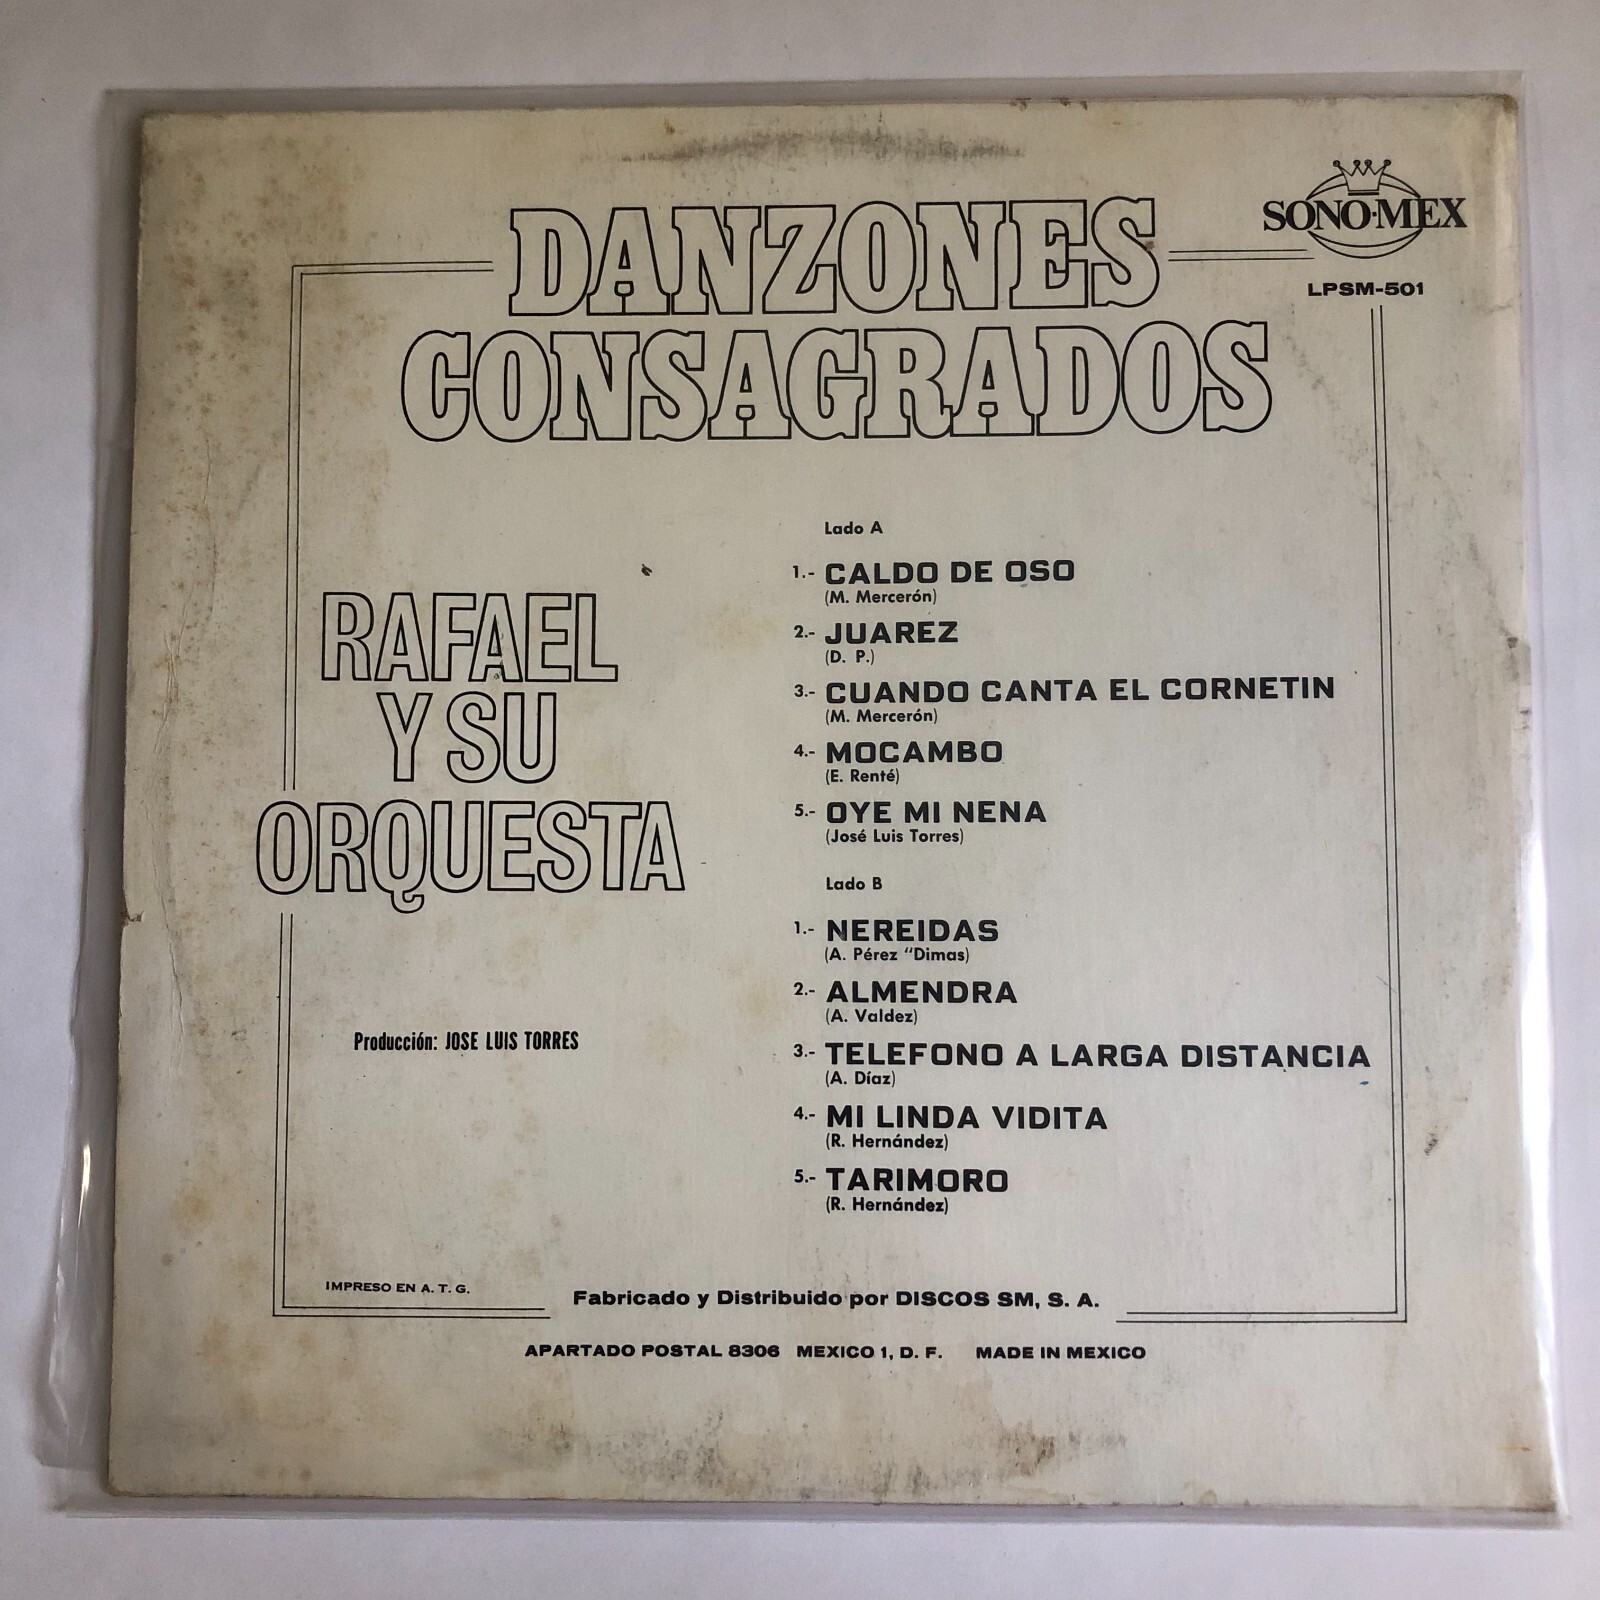 SONO·MEX
LPSM-501
DANZONES
CONSAGRADOS
RAFAEL
Y SU
ORQUESTA
Producción: JOSE LUIS TORRES
Lado A
1.- CALDO DE OSO
(M. Mercerón)
2.- JUAREZ
(D. P.)
3.- CUANDO CANTA EL CORNETIN
(M. Mercerón)
4.- MOCAMBO
(E. Renté)
5.- OYE MI NENA
(José Luis Torres)
Lado B
1.- NEREIDAS
(A. Pérez "Dimas)
2.- ALMENDRA
(A. Valdez)
3.- TELEFONO A LARGA DISTANCIA
(A. Díaz)
4.- MI LINDA VIDITA
(R. Hernández)
5.- TARIMORO
(R. Hernández)
IMPRESO EN A. T. G.
Fabricado y Distribuido por DISCOS SM, S. A.
APARTADO POSTAL 8306 MEXICO 1, D. F. MADE IN MEXICO